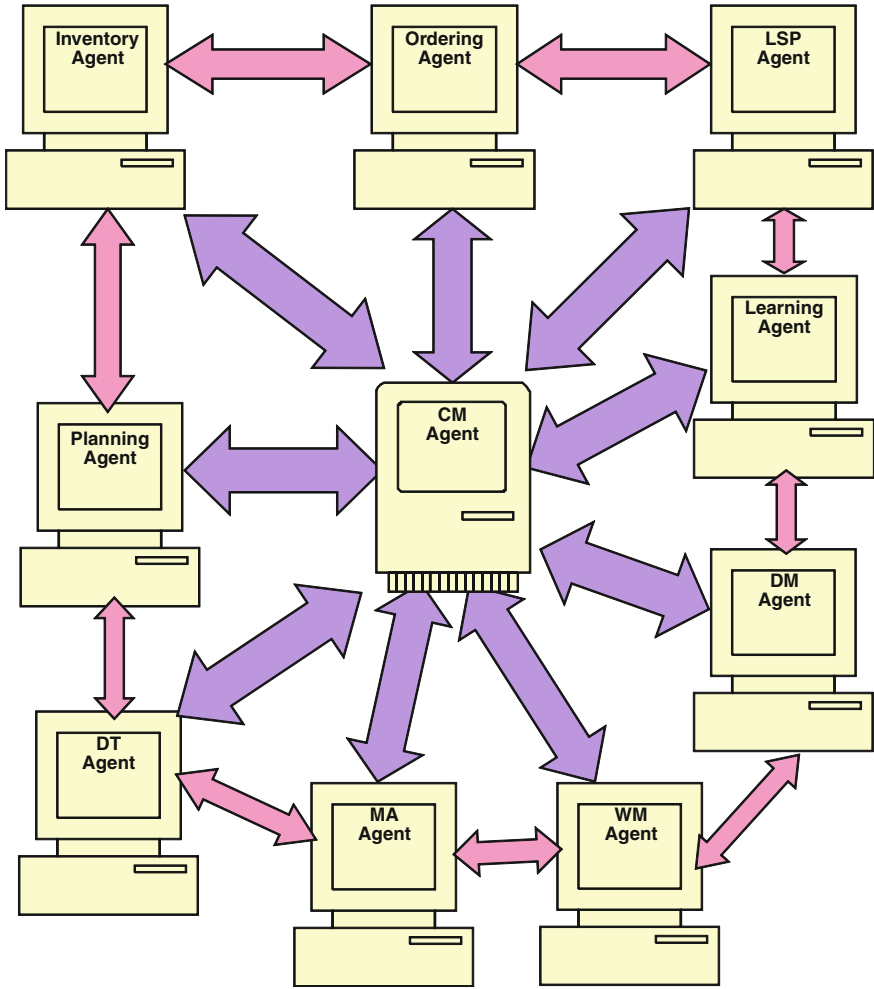 Inventory
Agent
Ordering
Agent
LSP
Agent
Learning
Agent
CM
Agent
Planning
Agent
DM
Agent
DT
Agent
MA
Agent
WM
Agent